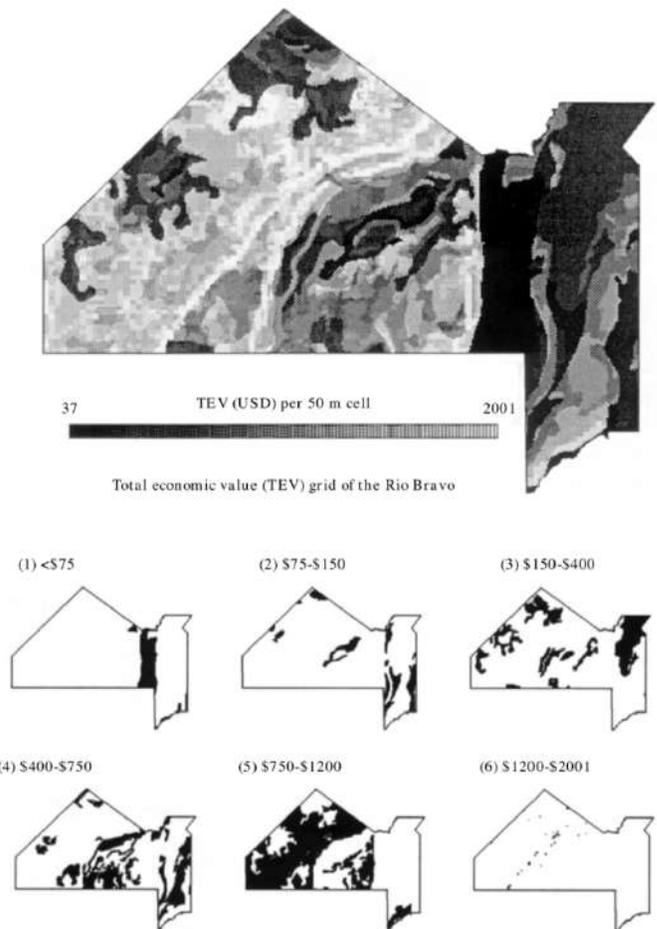 37 TEV (USD) per 50 m cell 2001
Total economic value (TEV) grid of the Rio Bravo
(1) <$75 (2) $75-$150 (3) $150-$400
(4) $400-$750 (5) $750-$1200 (6) $1200-$2001